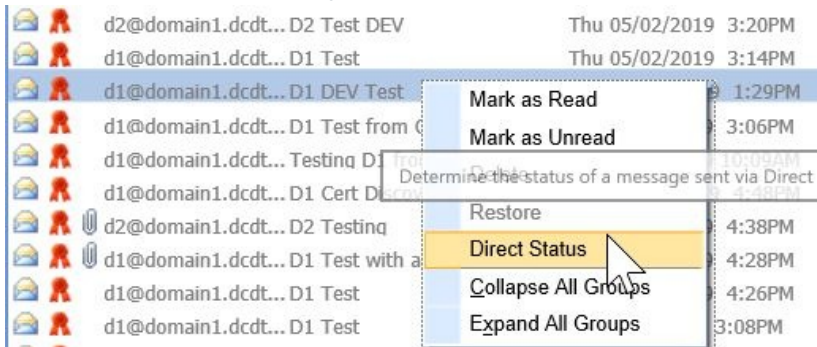 d2@domain1.dcdt... D2 Test DEV Thu 05/02/2019 3:20PM
d1@domain1.dcdt... D1 Test Thu 05/02/2019 3:14PM
d1@domain1.dcdt... D1 DEV Test 1:29PM
Mark as Read
d1@domain1.dcdt... D1 Test from 3:06PM
Mark as Unread
d1@domain1.dcdt... Testing D1 10:09AM
Delete
Determine the status of a message sent via Direct
d1@domain1.dcdt... D1 Cert 4:48PM
Restore
d2@domain1.dcdt... D2 Testing 4:38PM
Direct Status
d1@domain1.dcdt... D1 Test with 4:28PM
Collapse All Groups
d1@domain1.dcdt... D1 Test 4:26PM
Expand All Groups
d1@domain1.dcdt... D1 Test 3:08PM